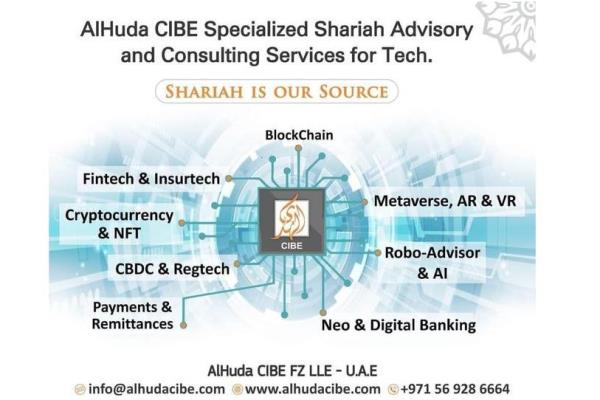 AlHuda CIBE Specialized Shariah Advisory
and Consulting Services for Tech.
SHARIAH IS OUR SOURCE
BlockChain
Fintech & Insurtech
Metaverse, AR & VR
Cryptocurrency
& NFT
CIBE
Robo-Advisor
& AI
CBDC & Regtech
Payments &
Remittances
Neo & Digital Banking
AlHuda CIBE FZ LLE - U.A.E
info@alhudacibe.com www.alhudacibe.com +971 56 928 6664